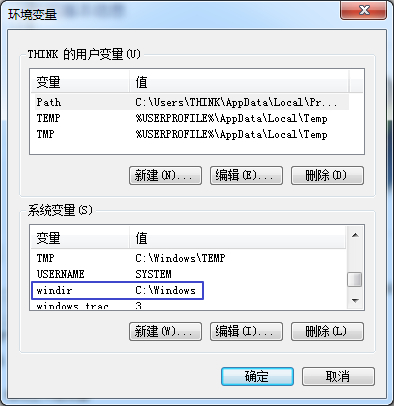 环境变量
THINK 的用户变量(U)
变量 值
Path C:\Users\THINK\AppData\Local\Pr...
TEMP %USERPROFILE%\AppData\Local\Temp
TMP %USERPROFILE%\AppData\Local\Temp
新建(N)... 编辑(E)... 删除(D)
系统变量(S)
变量 值
TMP C:\Windows\TEMP
USERNAME SYSTEM
windir C:\Windows
windows_trac... 3
新建(W)... 编辑(I)... 删除(L)
确定 取消